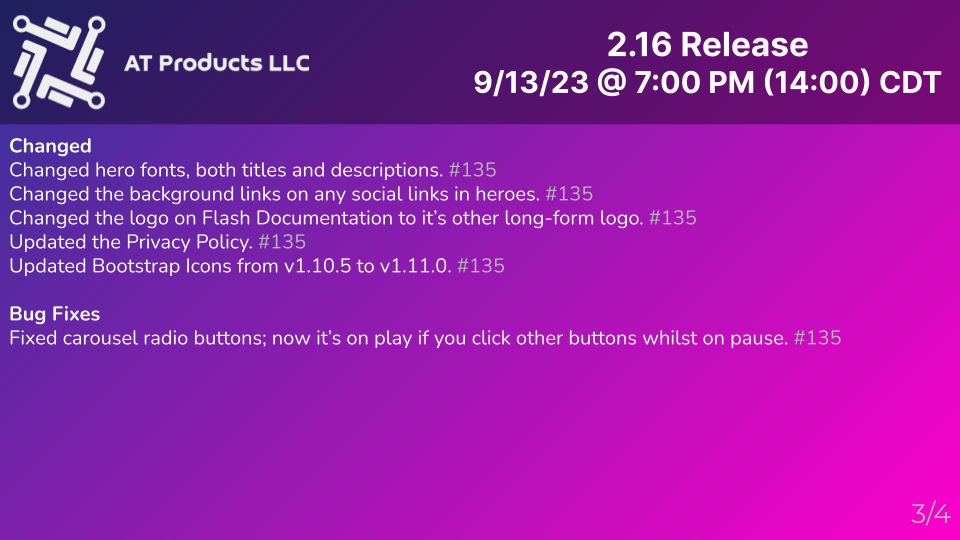 AT Products LLC
2.16 Release
9/13/23 @ 7:00 PM (14:00) CDT
Changed
Changed hero fonts, both titles and descriptions. #135
Changed the background links on any social links in heroes. #135
Changed the logo on Flash Documentation to it’s other long-form logo. #135
Updated the Privacy Policy. #135
Updated Bootstrap Icons from v1.10.5 to v1.11.0. #135
Bug Fixes
Fixed carousel radio buttons; now it’s on play if you click other buttons whilst on pause. #135
3/4